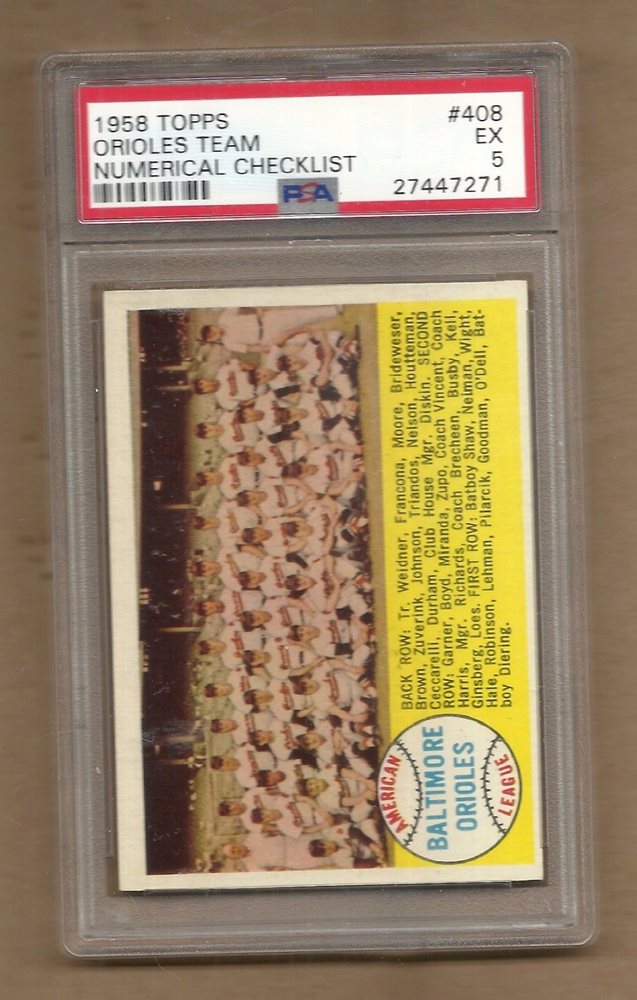 1958 TOPPS #408
ORIOLES TEAM EX
NUMERICAL CHECKLIST 5
PSA 27447271
AMERICAN
BALTIMORE
ORIOLES
LEAGUE
BACK ROW: Tr. Weidner, Francona, Moore, Brideweser,
Brown, Zuverink, Johnson, Triandos, Nelson, Houtteman,
Ceccarelli, Durham, Club House Mgr. Diskin. SECOND
ROW: Garner, Boyd, Miranda, Zupo, Coach Vincent, Coach
Harris, Mgr. Richards, Coach Brecheen, Busby, Kell,
Ginsberg, Loes. FIRST ROW: Batboy Shaw, Neiman, Wight,
Hale, Robinson, Lehman, Pilarcik, Goodman, O'Dell, Bat-
boy Diering.